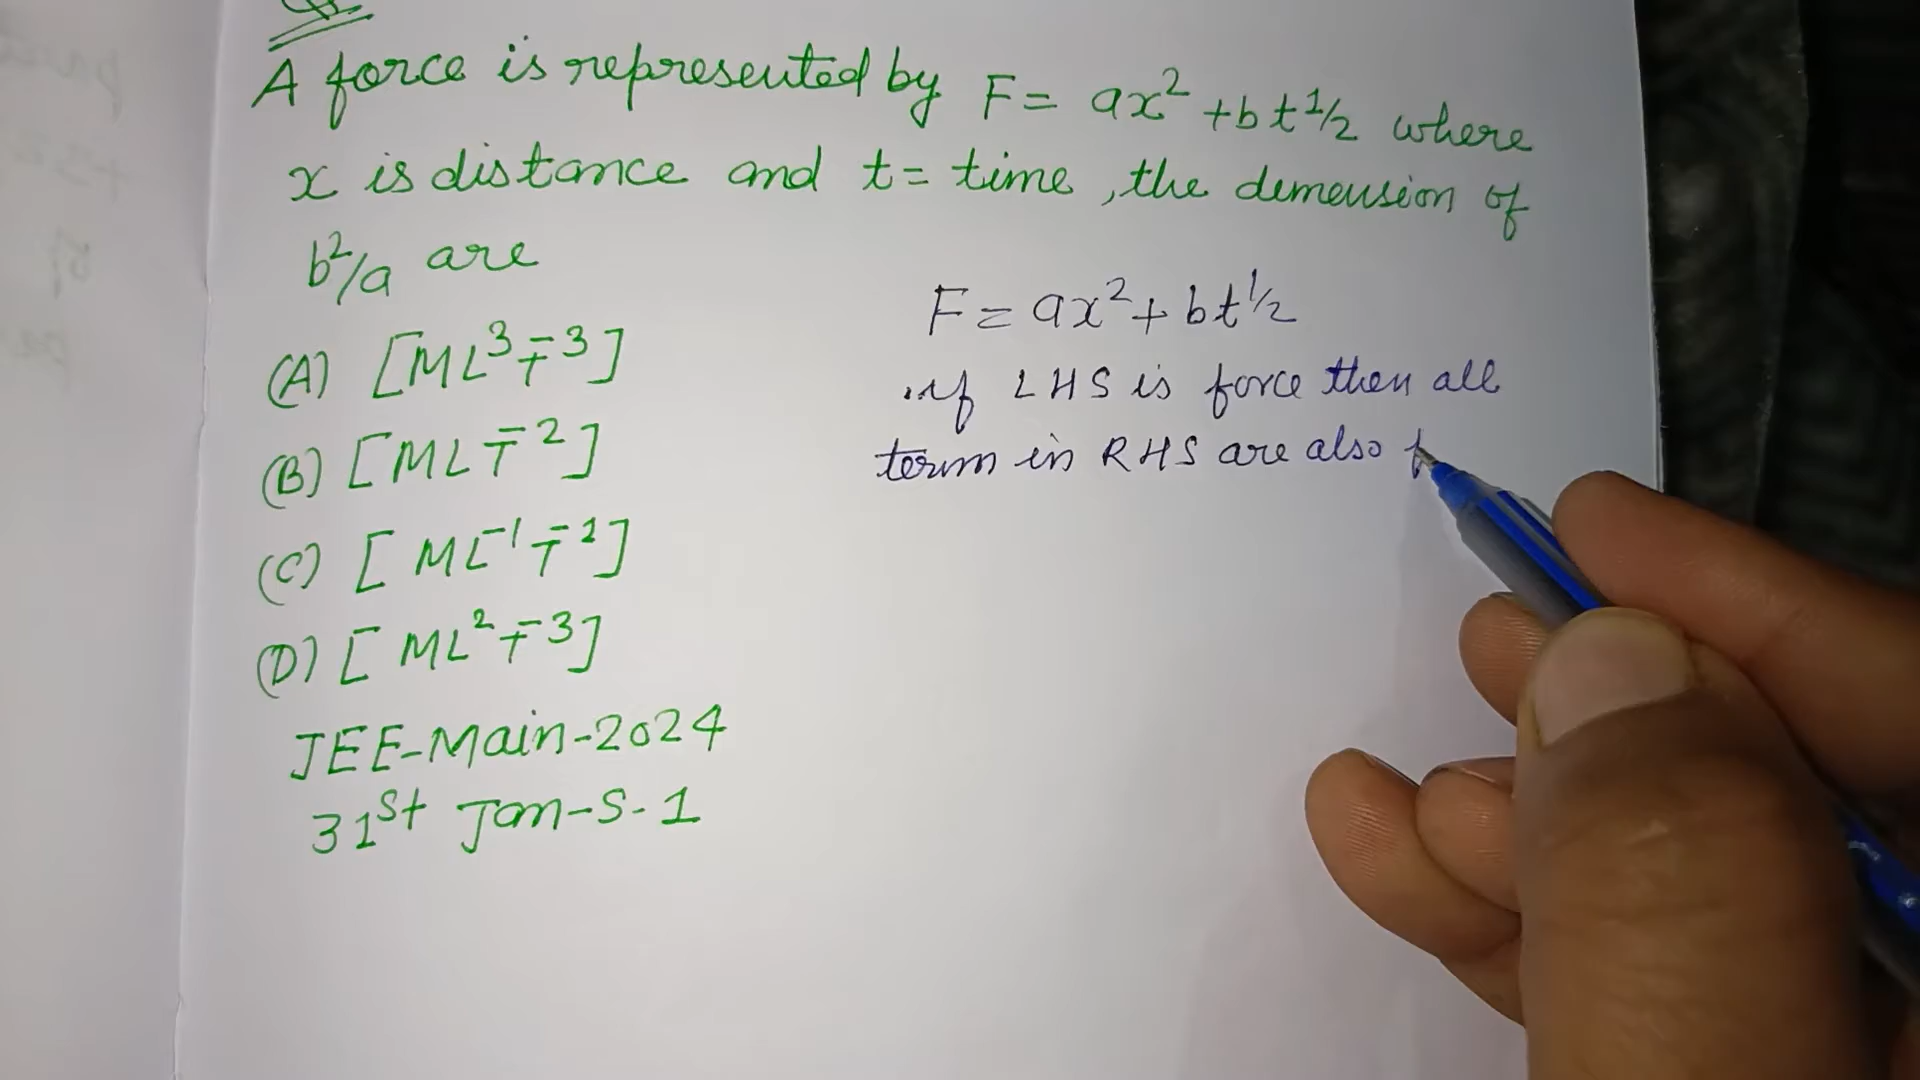 A force is represented by F = ax² + bt^1/2 where
x is distance and t = time, the demension of
b²/a are
(A) [ML³T⁻³]
(B) [MLT⁻²]
(C) [ML⁻¹T⁻¹]
(D) [ML²T⁻³]
JEE-Main-2024
31st Jan-S-1
F = ax² + bt^1/2
if LHS is force then all
term in RHS are also f